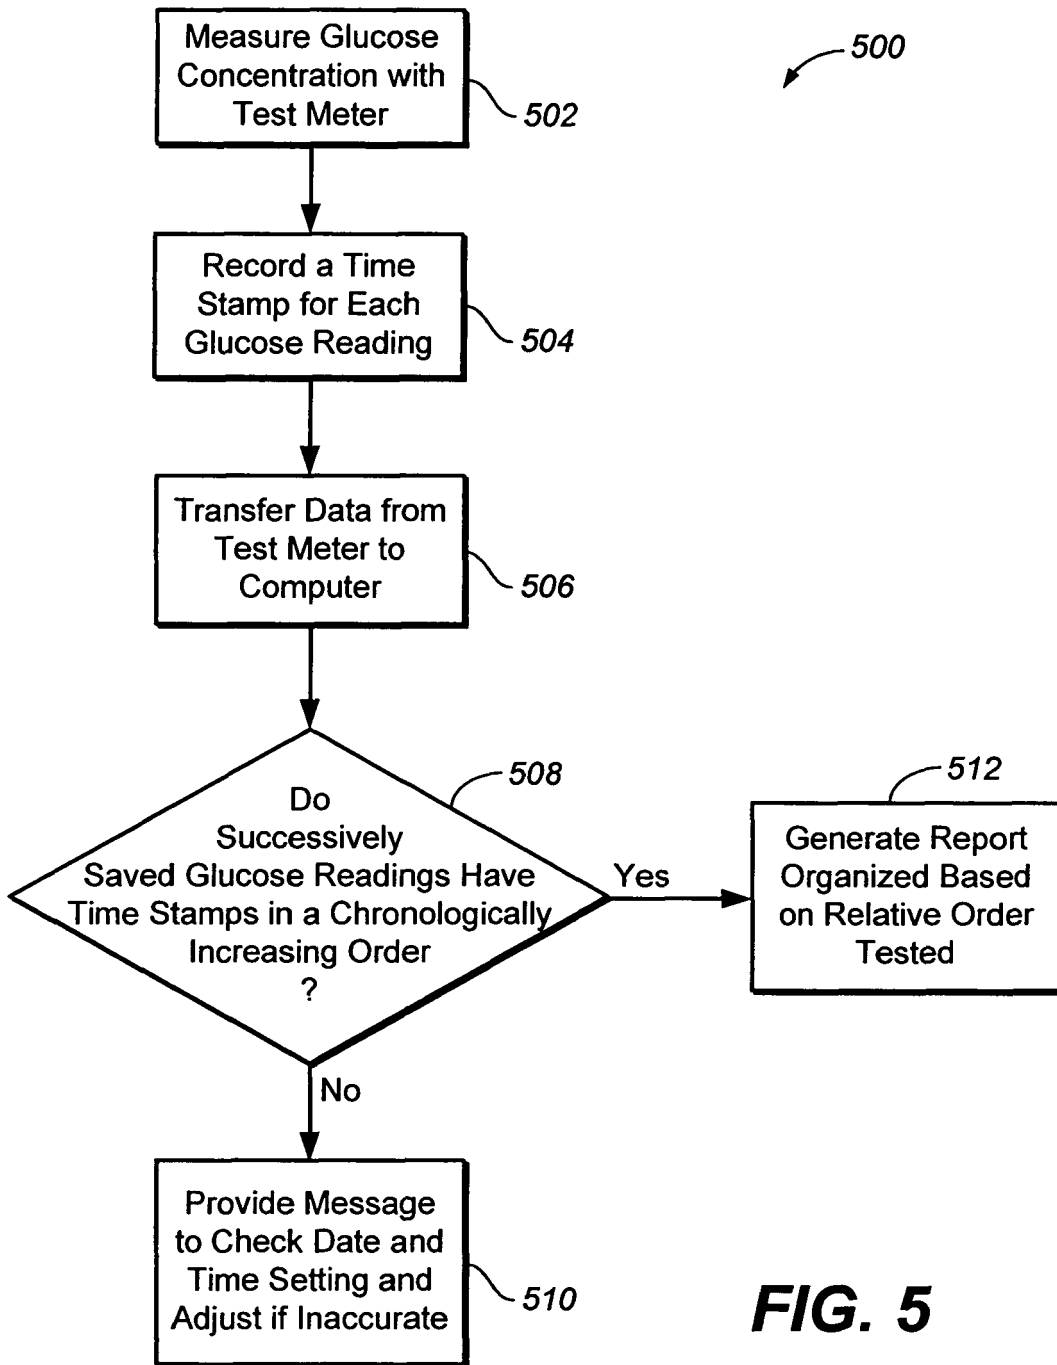 Measure Glucose
Concentration with
Test Meter
502
500
Record a Time
Stamp for Each
Glucose Reading
504
Transfer Data from
Test Meter to
Computer
506
Do
Successively
Saved Glucose Readings Have
Time Stamps in a Chronologically
Increasing Order
?
508
Yes
512
Generate Report
Organized Based
on Relative Order
Tested
No
Provide Message
to Check Date and
Time Setting and
Adjust if Inaccurate
510
FIG. 5